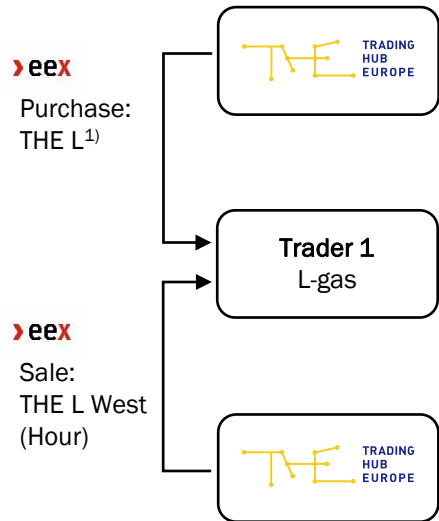 TRADING
HUB
EUROPE
eex
Purchase:
THE L1)
Trader 1
L-gas
eex
Sale:
THE L West
(Hour)
TRADING
HUB
EUROPE